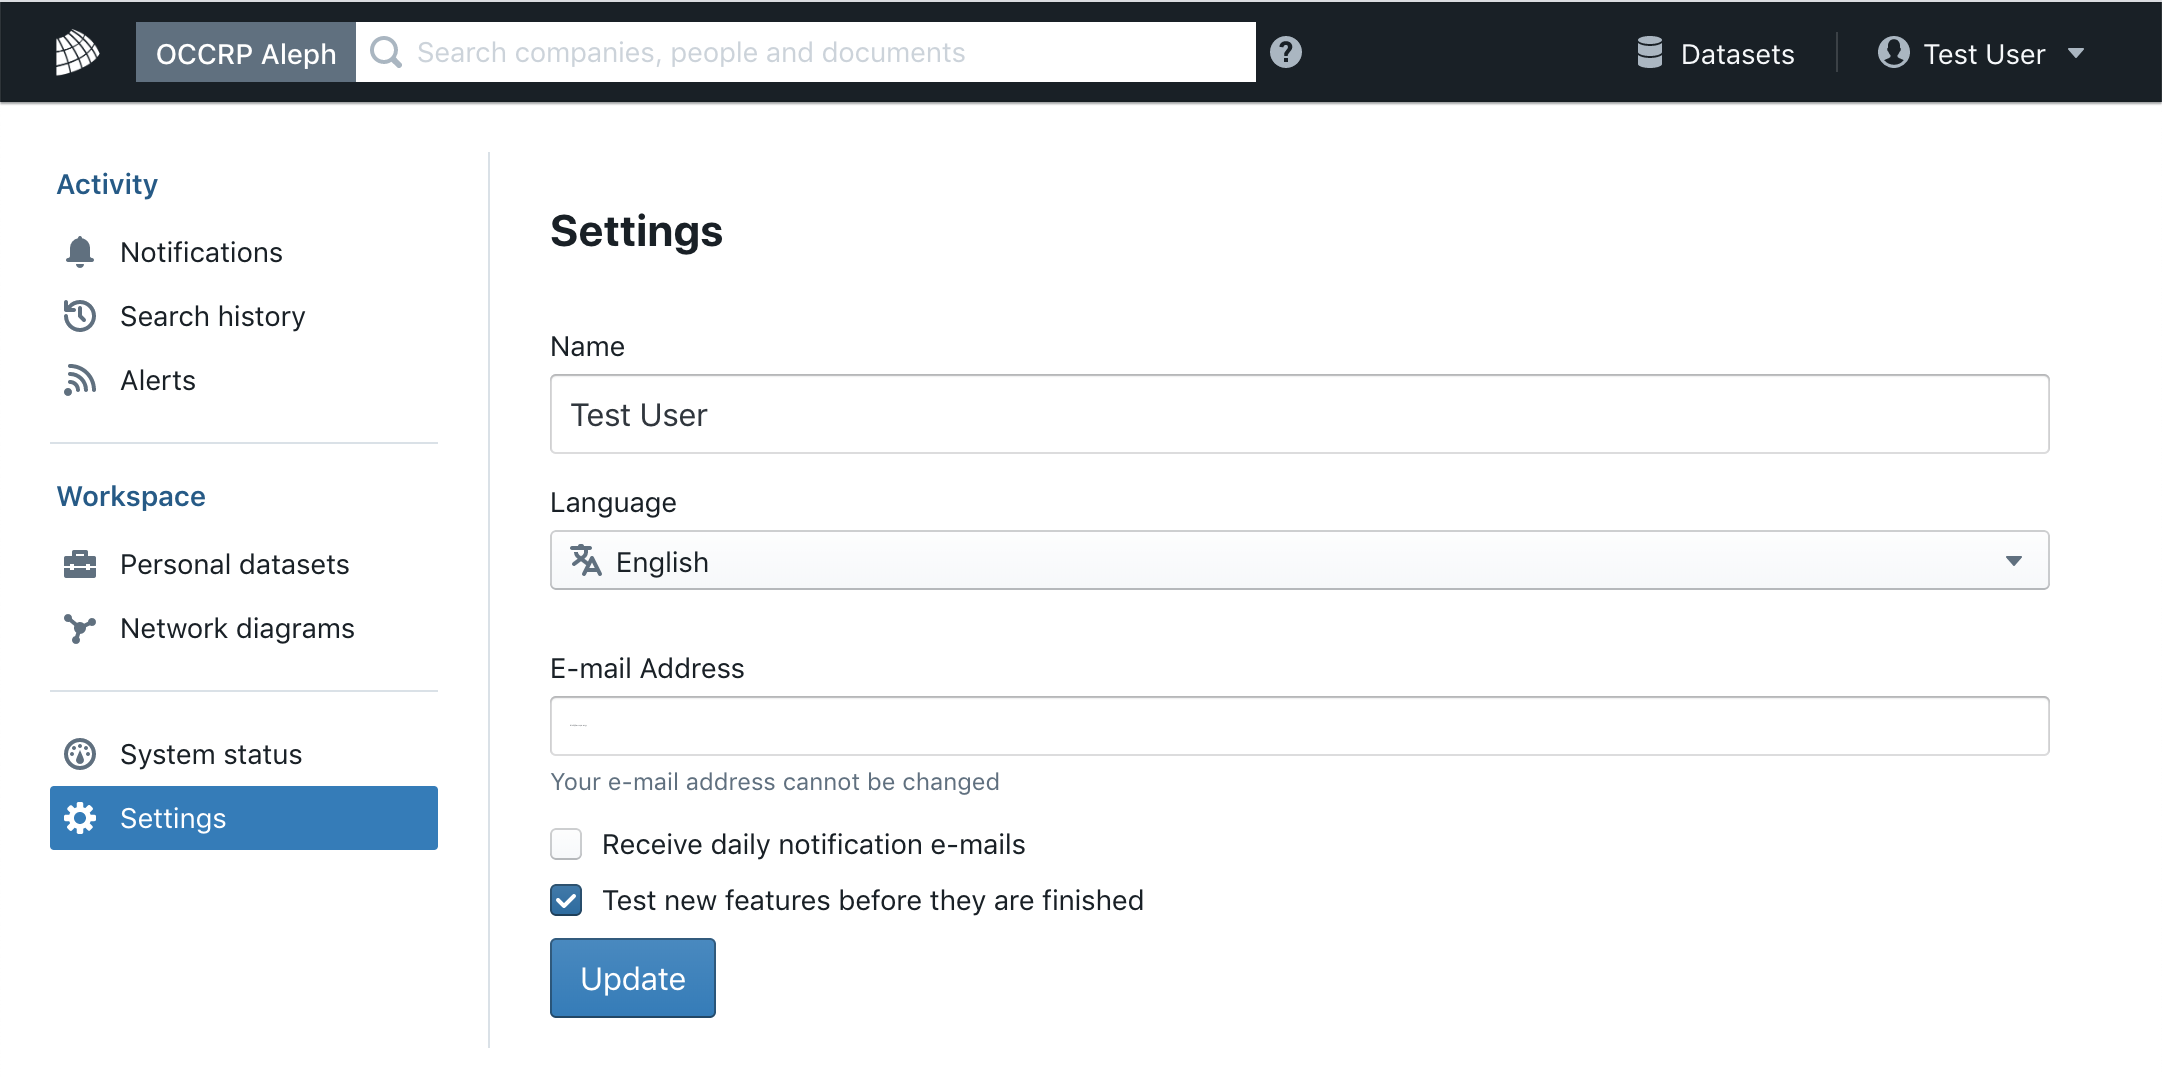 OCCRP Aleph
Search companies, people and documents
?
Datasets
Test User
Activity
Notifications
Search history
Alerts
Workspace
Personal datasets
Network diagrams
System status
Settings
Settings
Name
Test User
Language
English
E-mail Address
Your e-mail address cannot be changed
Receive daily notification e-mails
Test new features before they are finished
Update